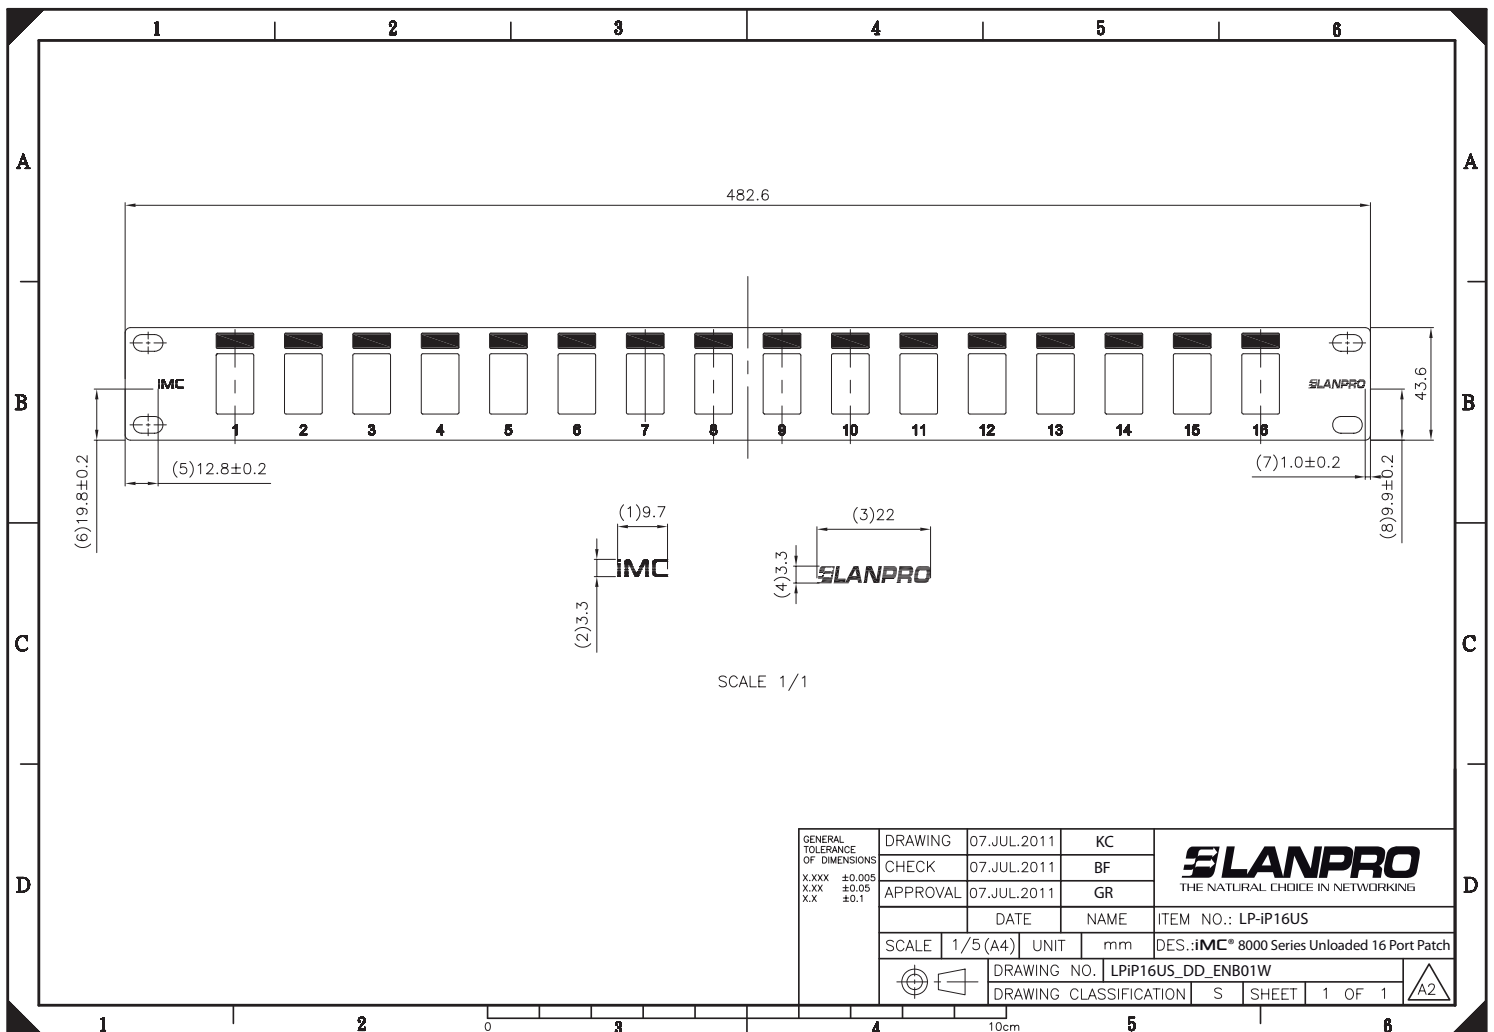 1 2 3 4 5 6
A A
482.6
iMC
LANPRO
43.6
B B
1 2 3 4 5 6 7 8 9 10 11 12 13 14 15 16
(5)12.8±0.2
(6)19.8±0.2
(7)1.0±0.2
(8)9.9±0.2
(1)9.7
iMC
(2)3.3
(3)22
(4)3.3
LANPRO
C C
SCALE 1/1
D D
GENERAL
TOLERANCE
OF DIMENSIONS
X.XXX ±0.005
X.XX ±0.05
X.X ±0.1
DRAWING 07.JUL.2011 KC
CHECK 07.JUL.2011 BF
APPROVAL 07.JUL.2011 GR
DATE NAME
LANPRO
THE NATURAL CHOICE IN NETWORKING
ITEM NO.: LP-iP16US
SCALE 1/5(A4) UNIT mm
DES.:iMC® 8000 Series Unloaded 16 Port Patch
DRAWING NO. LPiP16US_DD_ENB01W
DRAWING CLASSIFICATION S SHEET 1 OF 1
A2
1 2 3 4 5 6
0 10cm